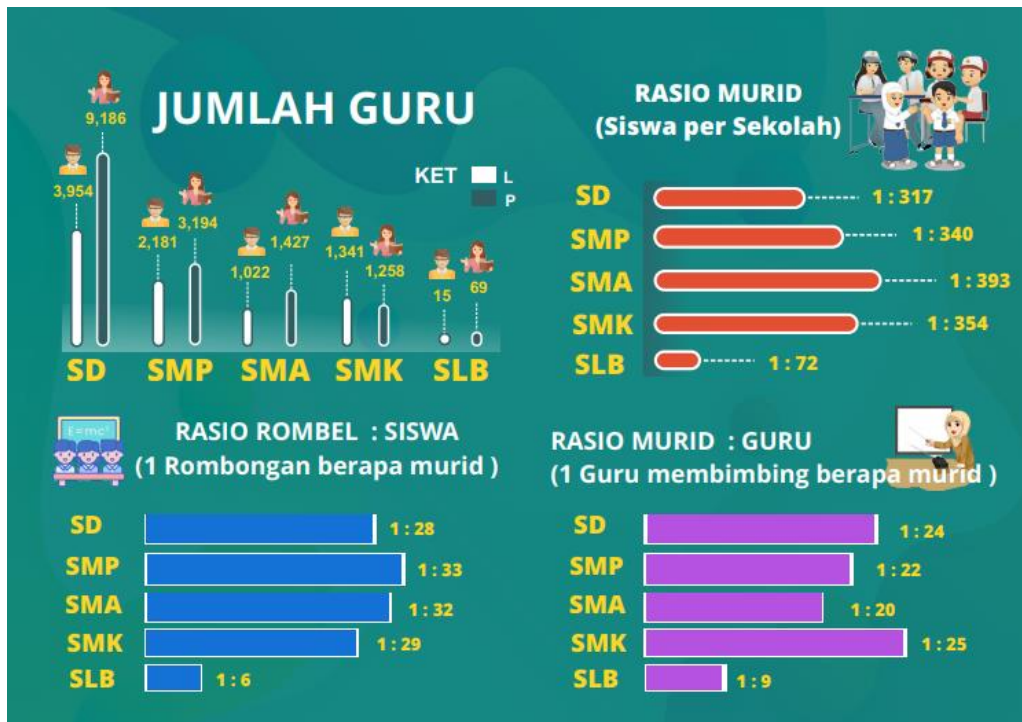 JUMLAH GURU
KET L
P
3,954
9,186
2,181
3,194
1,022
1,427
1,341
1,258
15
69
SD SMP SMA SMK SLB
RASIO MURID
(Siswa per Sekolah)
SD 1 : 317
SMP 1 : 340
SMA 1 : 393
SMK 1 : 354
SLB 1 : 72
E=mc²
RASIO ROMBEL : SISWA
(1 Rombongan berapa murid )
SD 1 : 28
SMP 1 : 33
SMA 1 : 32
SMK 1 : 29
SLB 1 : 6
RASIO MURID : GURU
(1 Guru membimbing berapa murid )
SD 1 : 24
SMP 1 : 22
SMA 1 : 20
SMK 1 : 25
SLB 1 : 9